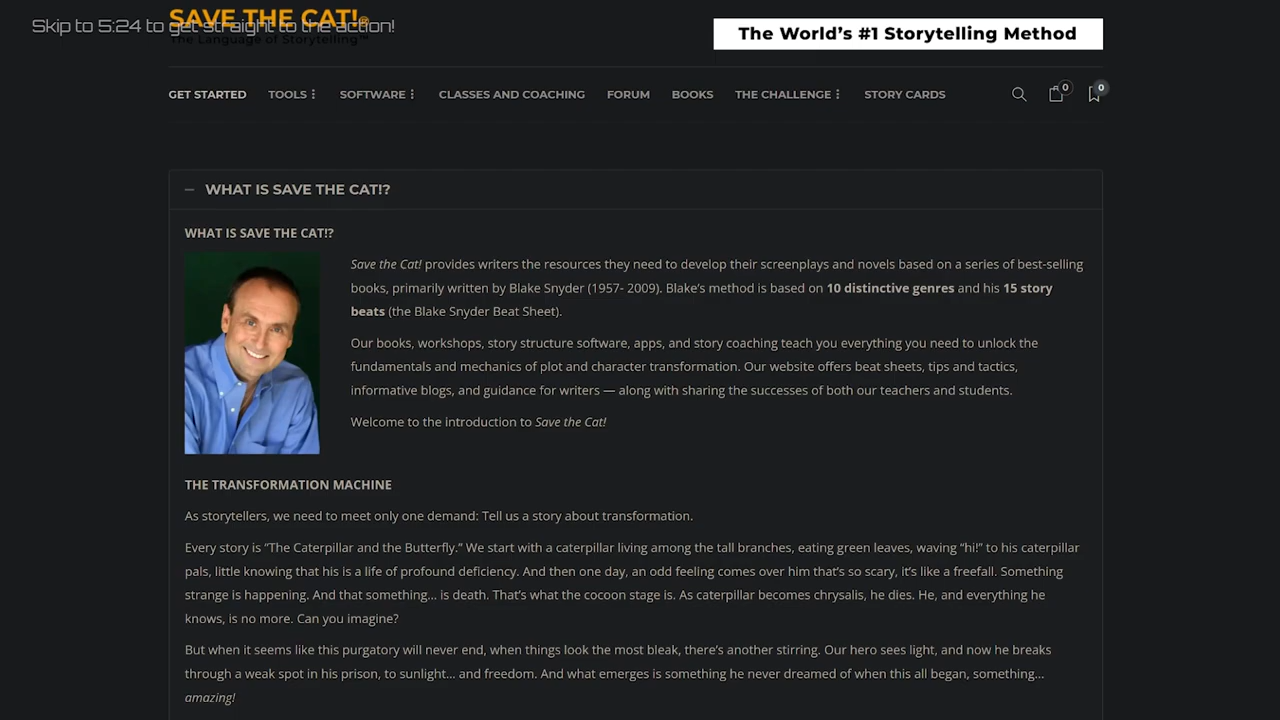 SAVE THE CAT!®
Skip to 5:24 to get straight to the action!
The Language of Storytelling™
The World's #1 Storytelling Method
GET STARTED TOOLS SOFTWARE CLASSES AND COACHING FORUM BOOKS THE CHALLENGE STORY CARDS 0 0
WHAT IS SAVE THE CAT!?
WHAT IS SAVE THE CAT!?
Save the Cat! provides writers the resources they need to develop their screenplays and novels based on a series of best-selling
books, primarily written by Blake Snyder (1957- 2009). Blake's method is based on 10 distinctive genres and his 15 story
beats (the Blake Snyder Beat Sheet).
Our books, workshops, story structure software, apps, and story coaching teach you everything you need to unlock the
fundamentals and mechanics of plot and character transformation. Our website offers beat sheets, tips and tactics,
informative blogs, and guidance for writers — along with sharing the successes of both our teachers and students.
Welcome to the introduction to Save the Cat!
THE TRANSFORMATION MACHINE
As storytellers, we need to meet only one demand: Tell us a story about transformation.
Every story is “The Caterpillar and the Butterfly.” We start with a caterpillar living among the tall branches, eating green leaves, waving “hi!” to his caterpillar
pals, little knowing that his is a life of profound deficiency. And then one day, an odd feeling comes over him that's so scary, it's like a freefall. Something
strange is happening. And that something… is death. That's what the cocoon stage is. As caterpillar becomes chrysalis, he dies. He, and everything he
knows, is no more. Can you imagine?
But when it seems like this purgatory will never end, when things look the most bleak, there's another stirring. Our hero sees light, and now he breaks
through a weak spot in his prison, to sunlight… and freedom. And what emerges is something he never dreamed of when this all began, something…
amazing!